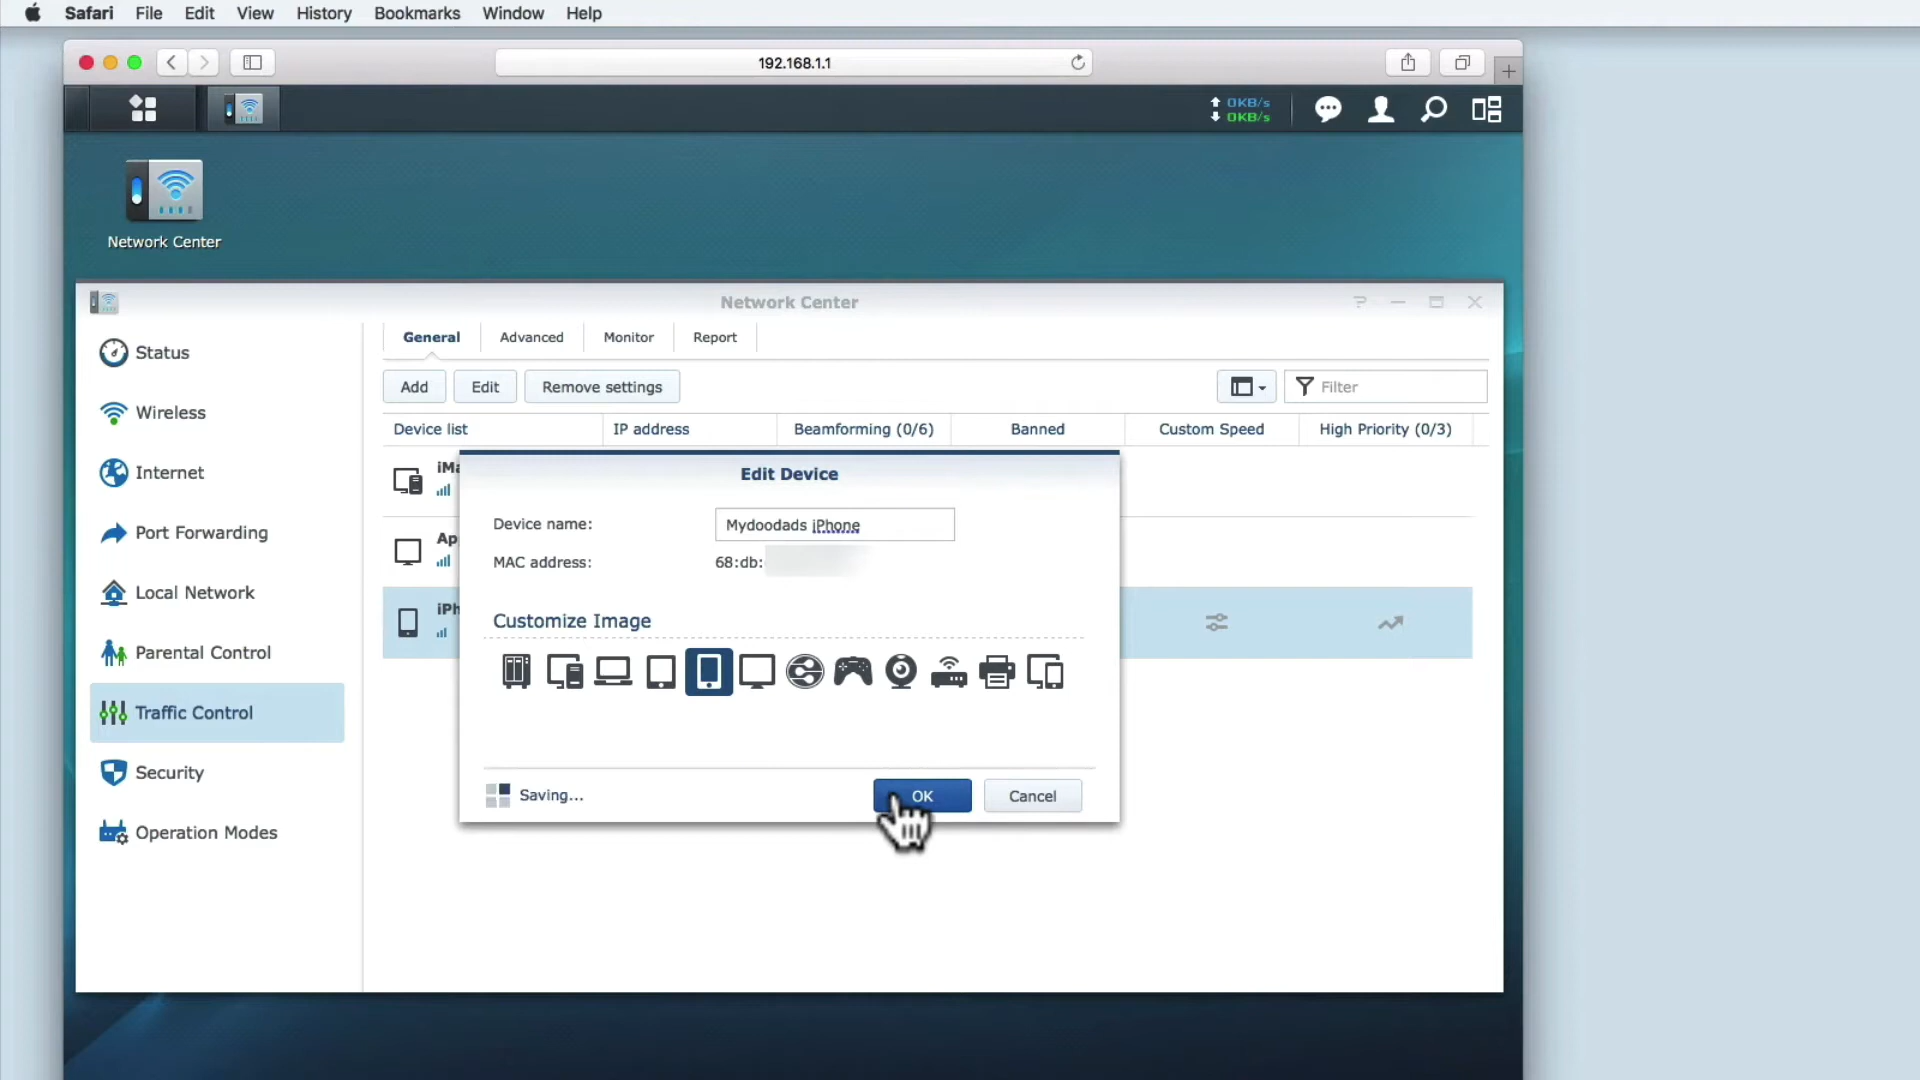 Safari File Edit View History Bookmarks Window Help
192.168.1.1
0KB/s
0KB/s
Network Center
Network Center
Status
Wireless
Internet
Port Forwarding
Local Network
Parental Control
Traffic Control
Security
Operation Modes
General Advanced Monitor Report
Add Edit Remove settings Filter
Device list IP address Beamforming (0/6) Banned Custom Speed High Priority (0/3)
iMa
Ap
iPh
Edit Device
Device name: Mydoodads iPhone
MAC address: 68:db:
Customize Image
Saving... OK Cancel